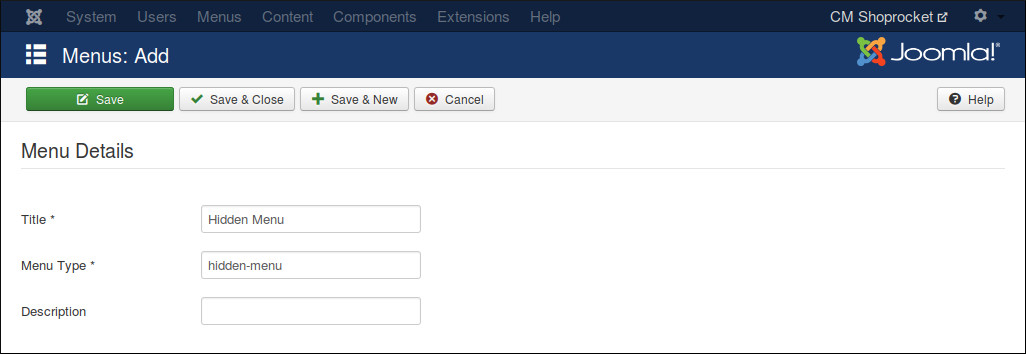 System Users Menus Content Components Extensions Help CM Shoprocket
Menus: Add Joomla!®
Save Save & Close Save & New Cancel Help
Menu Details
Title * Hidden Menu
Menu Type * hidden-menu
Description